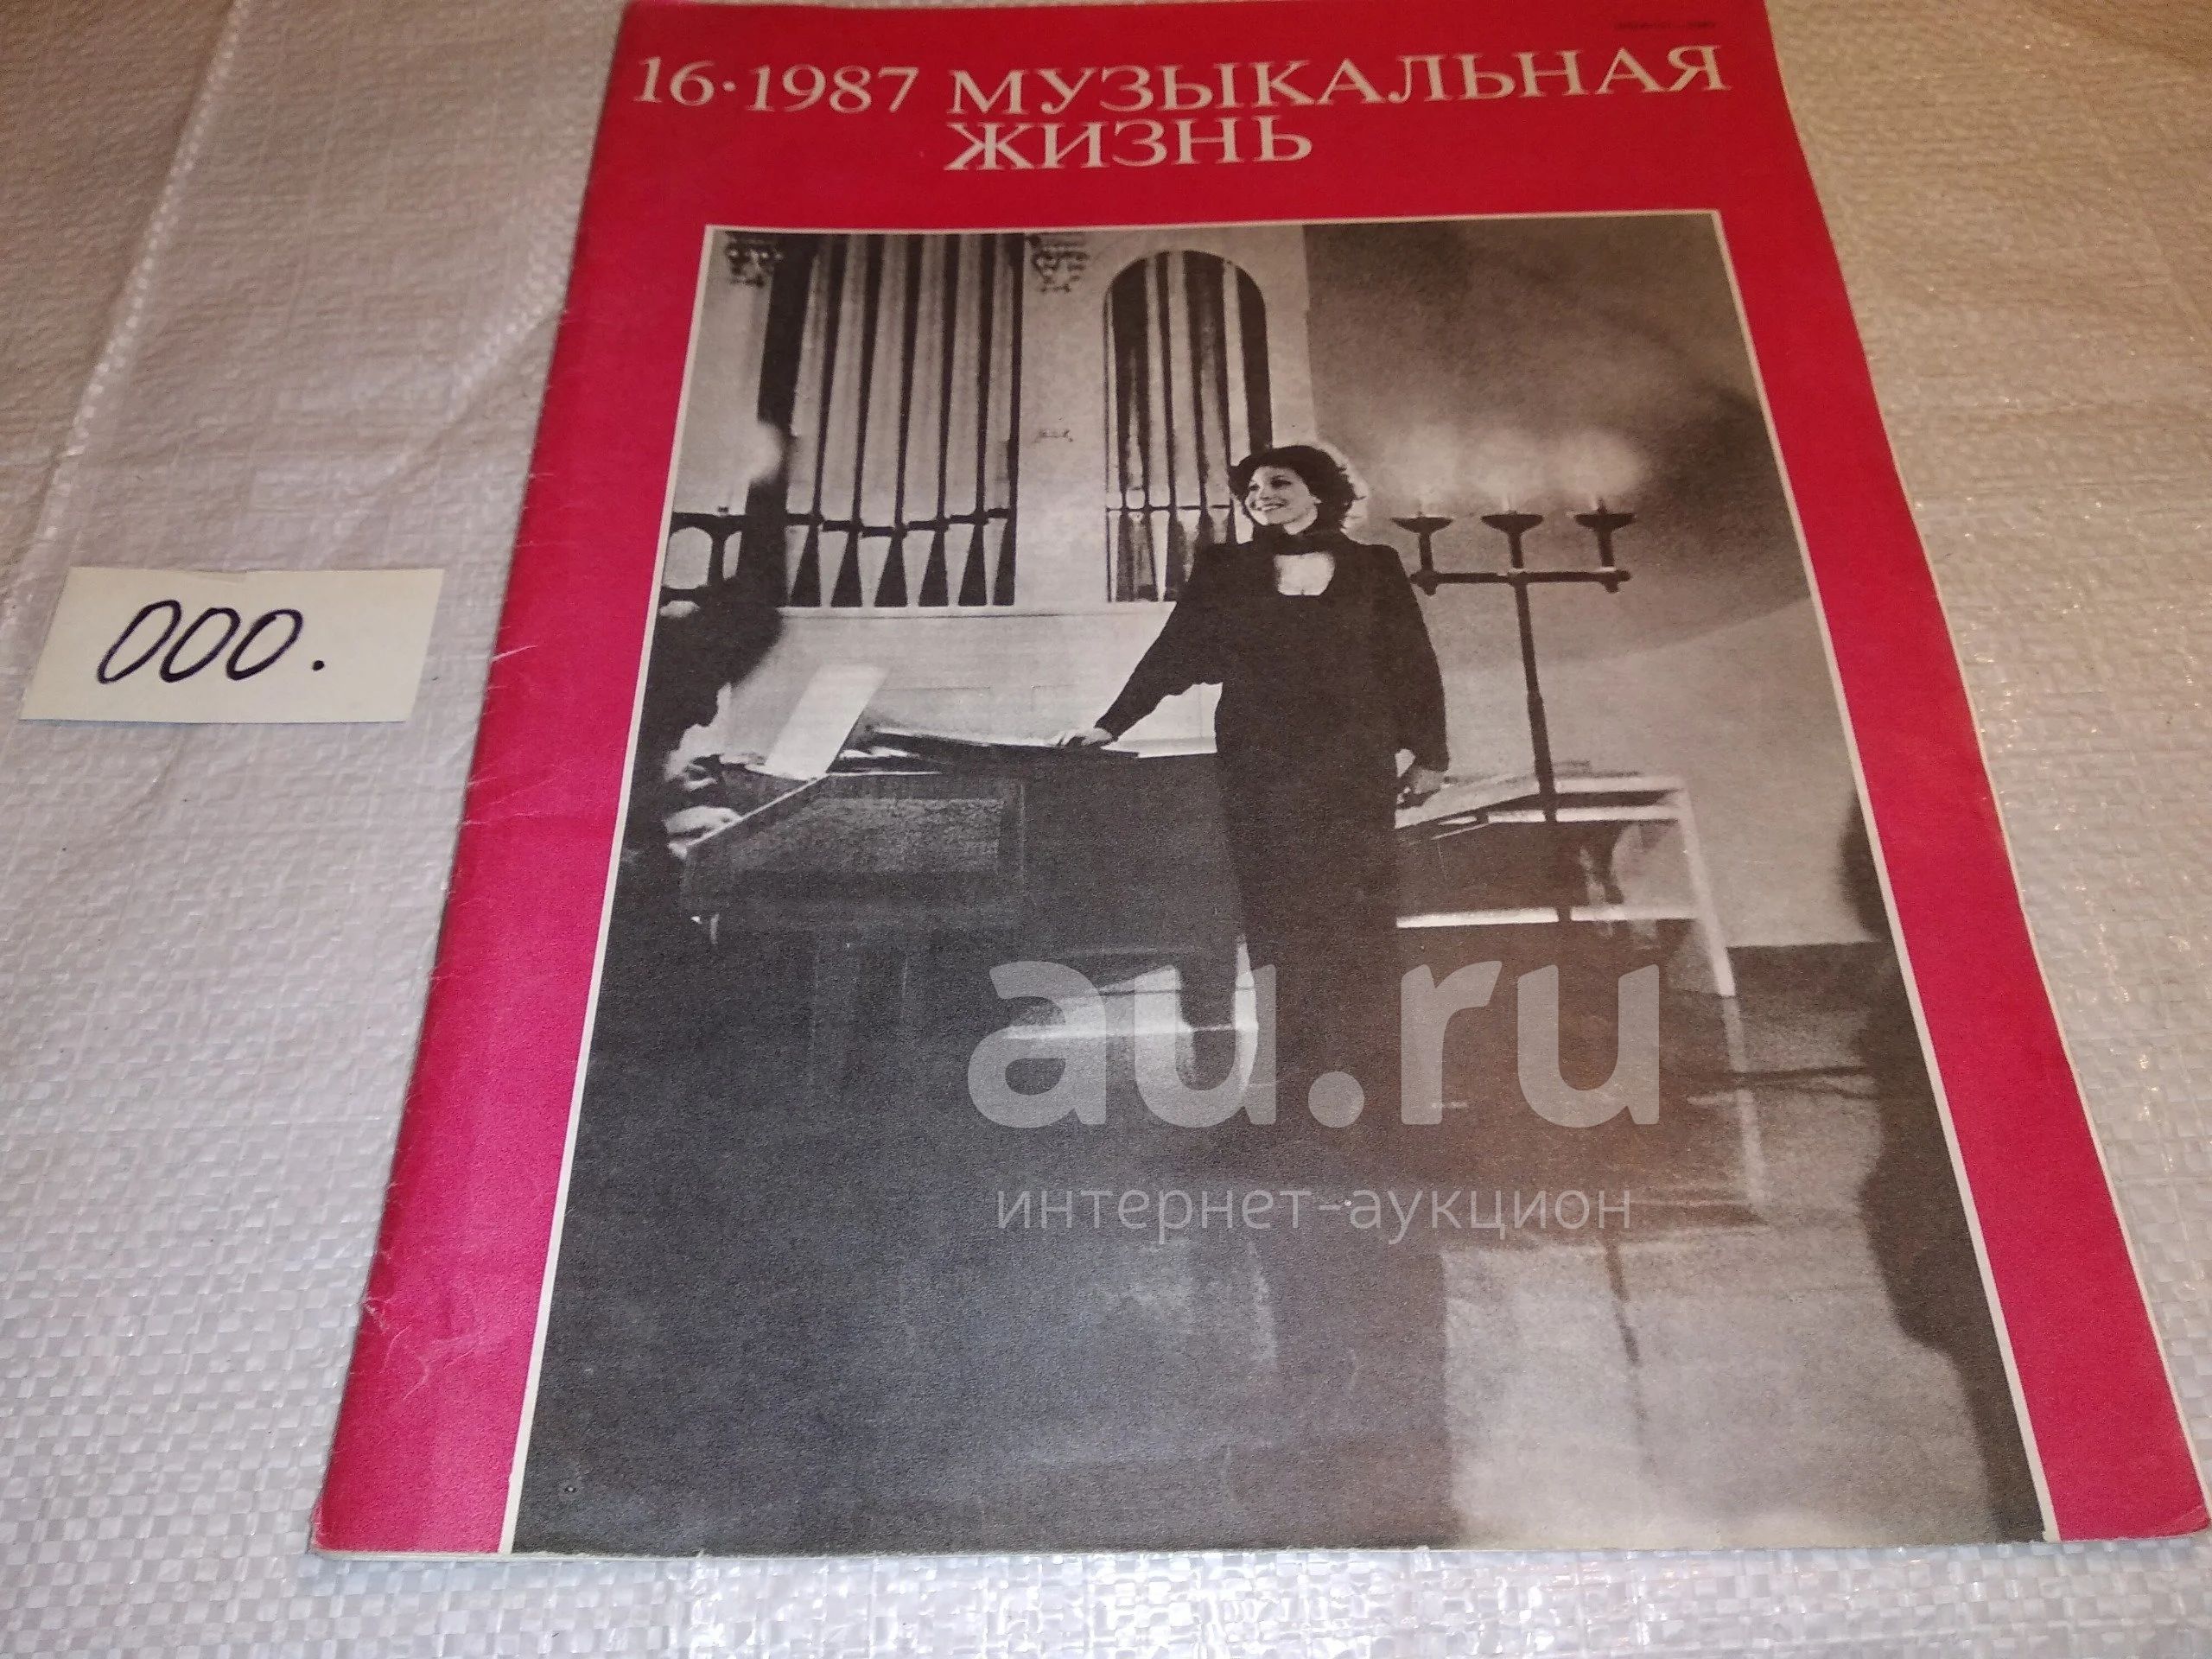 16·1987 МУЗЫКАЛЬНАЯ
ЖИЗНЬ
000.
au.ru
интернет-аукцион